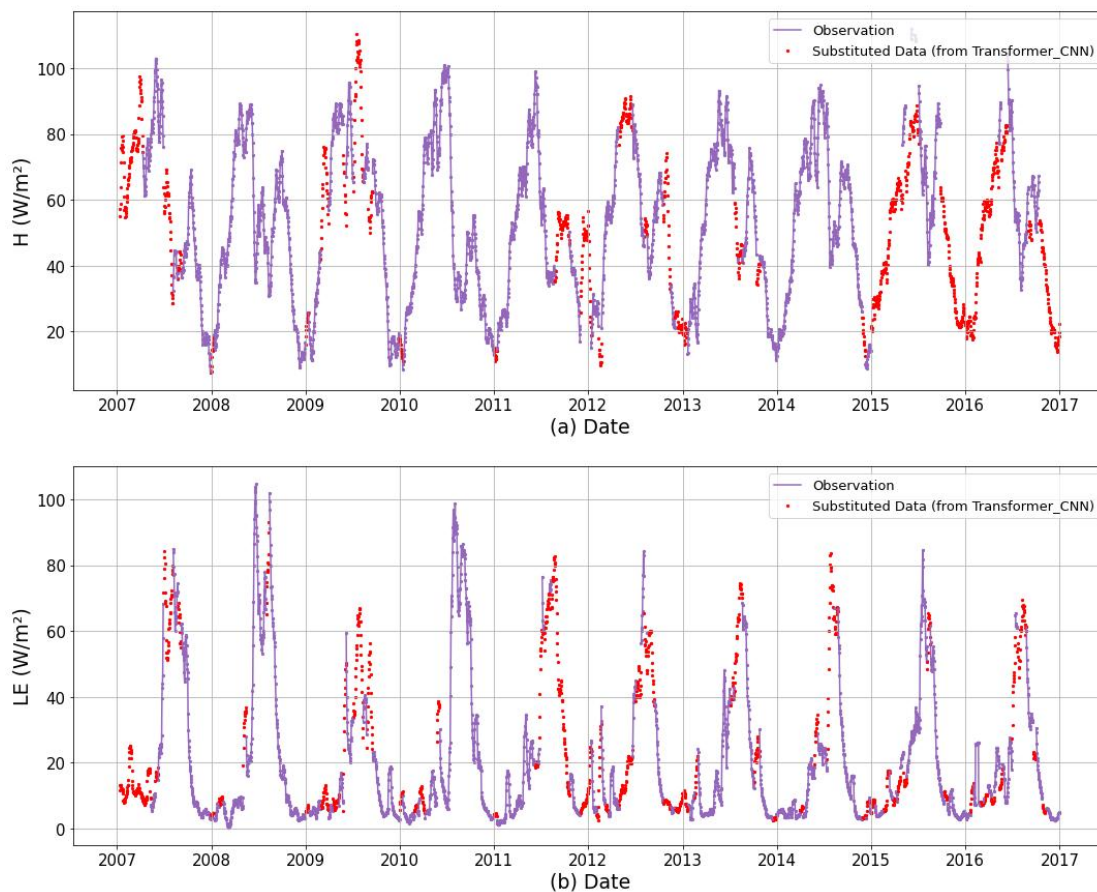 H (W/m²)
100
80
60
40
20
Observation
Substituted Data (from Transformer_CNN)
2007 2008 2009 2010 2011 2012 2013 2014 2015 2016 2017
(a) Date
LE (W/m²)
100
80
60
40
20
0
Observation
Substituted Data (from Transformer_CNN)
2007 2008 2009 2010 2011 2012 2013 2014 2015 2016 2017
(b) Date